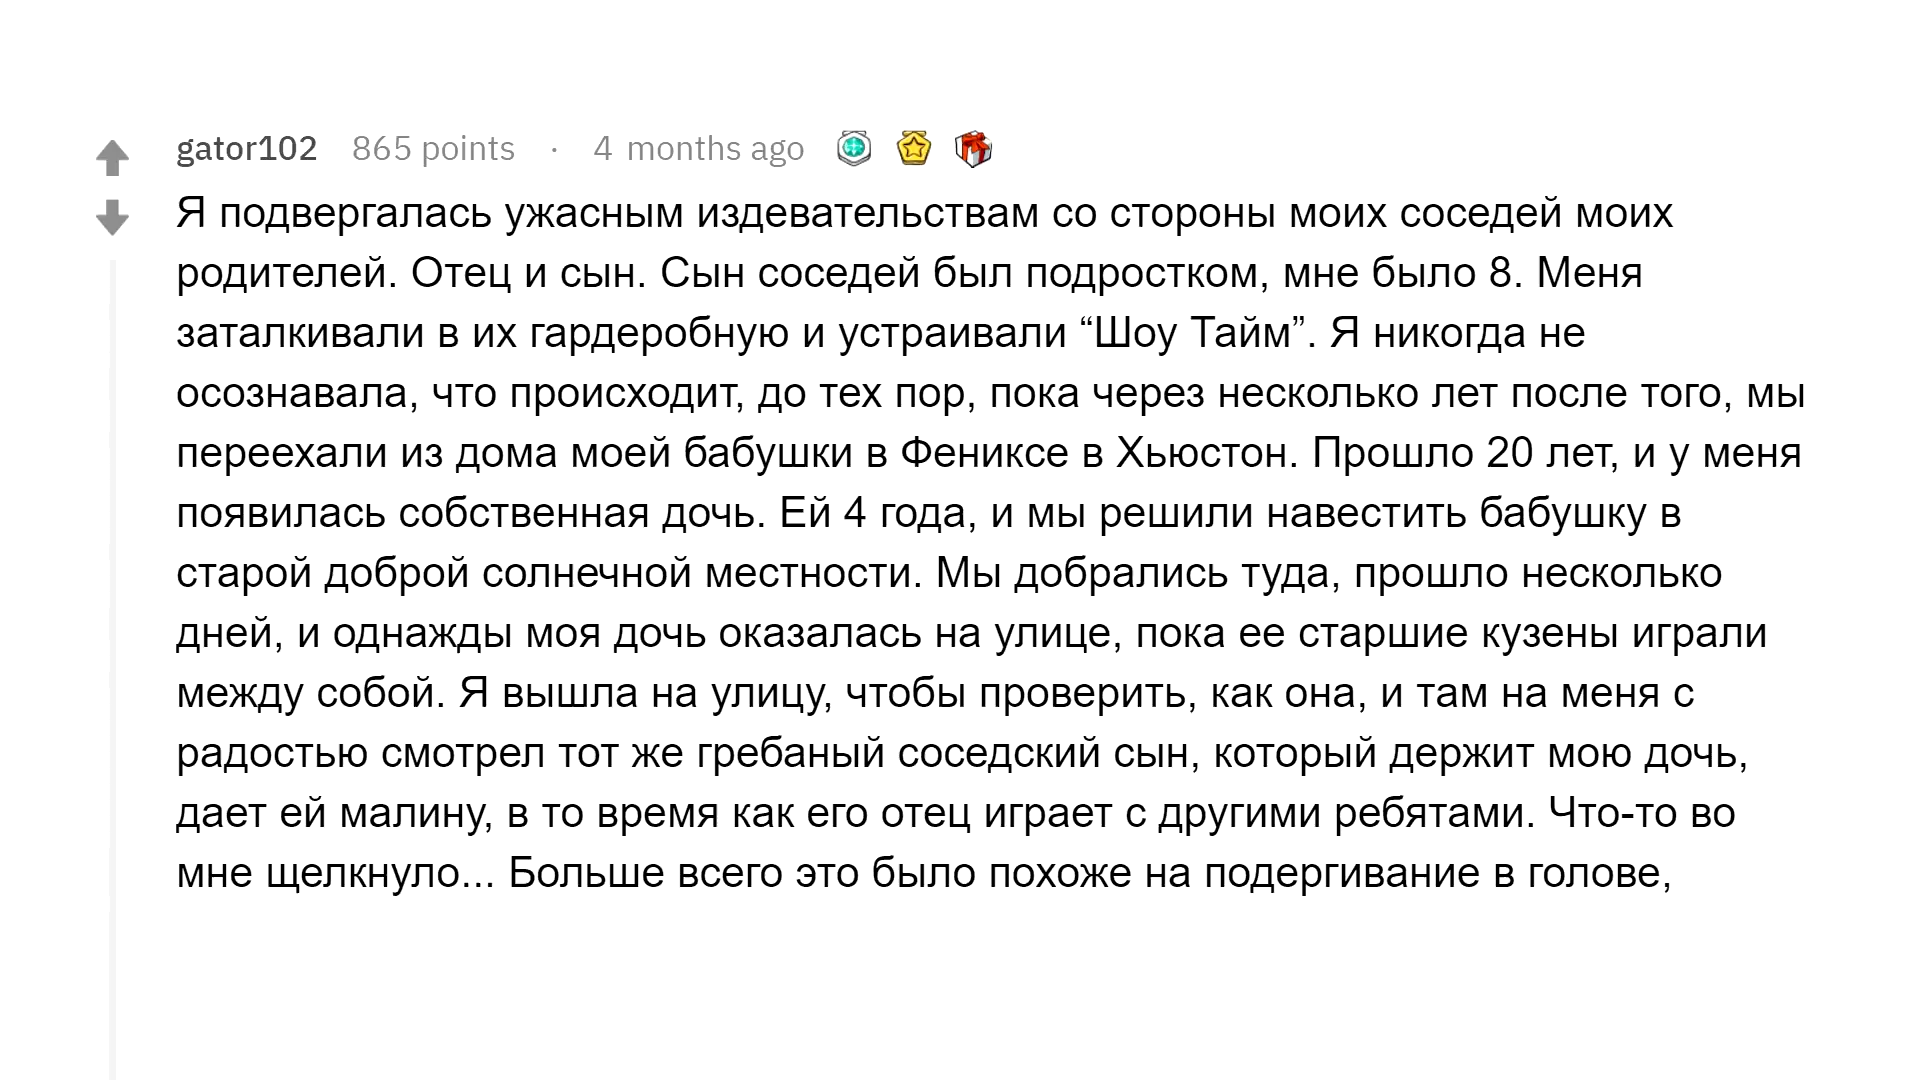 gator102 865 points · 4 months ago
Я подвергалась ужасным издевательствам со стороны моих соседей моих
родителей. Отец и сын. Сын соседей был подростком, мне было 8. Меня
заталкивали в их гардеробную и устраивали “Шоу Тайм”. Я никогда не
осознавала, что происходит, до тех пор, пока через несколько лет после того, мы
переехали из дома моей бабушки в Фениксе в Хьюстон. Прошло 20 лет, и у меня
появилась собственная дочь. Ей 4 года, и мы решили навестить бабушку в
старой доброй солнечной местности. Мы добрались туда, прошло несколько
дней, и однажды моя дочь оказалась на улице, пока ее старшие кузены играли
между собой. Я вышла на улицу, чтобы проверить, как она, и там на меня с
радостью смотрел тот же гребаный соседский сын, который держит мою дочь,
дает ей малину, в то время как его отец играет с другими ребятами. Что-то во
мне щелкнуло... Больше всего это было похоже на подергивание в голове,